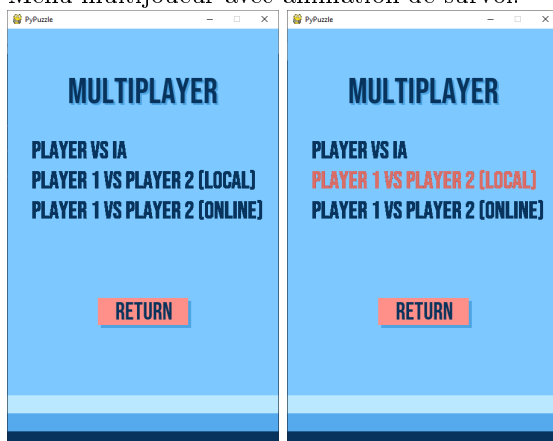 Menu multijoueur avec animation de survol.
PyPuzzle
MULTIPLAYER
PLAYER VS IA
PLAYER 1 VS PLAYER 2 (LOCAL)
PLAYER 1 VS PLAYER 2 (ONLINE)
RETURN
PyPuzzle
MULTIPLAYER
PLAYER VS IA
PLAYER 1 VS PLAYER 2 (LOCAL)
PLAYER 1 VS PLAYER 2 (ONLINE)
RETURN